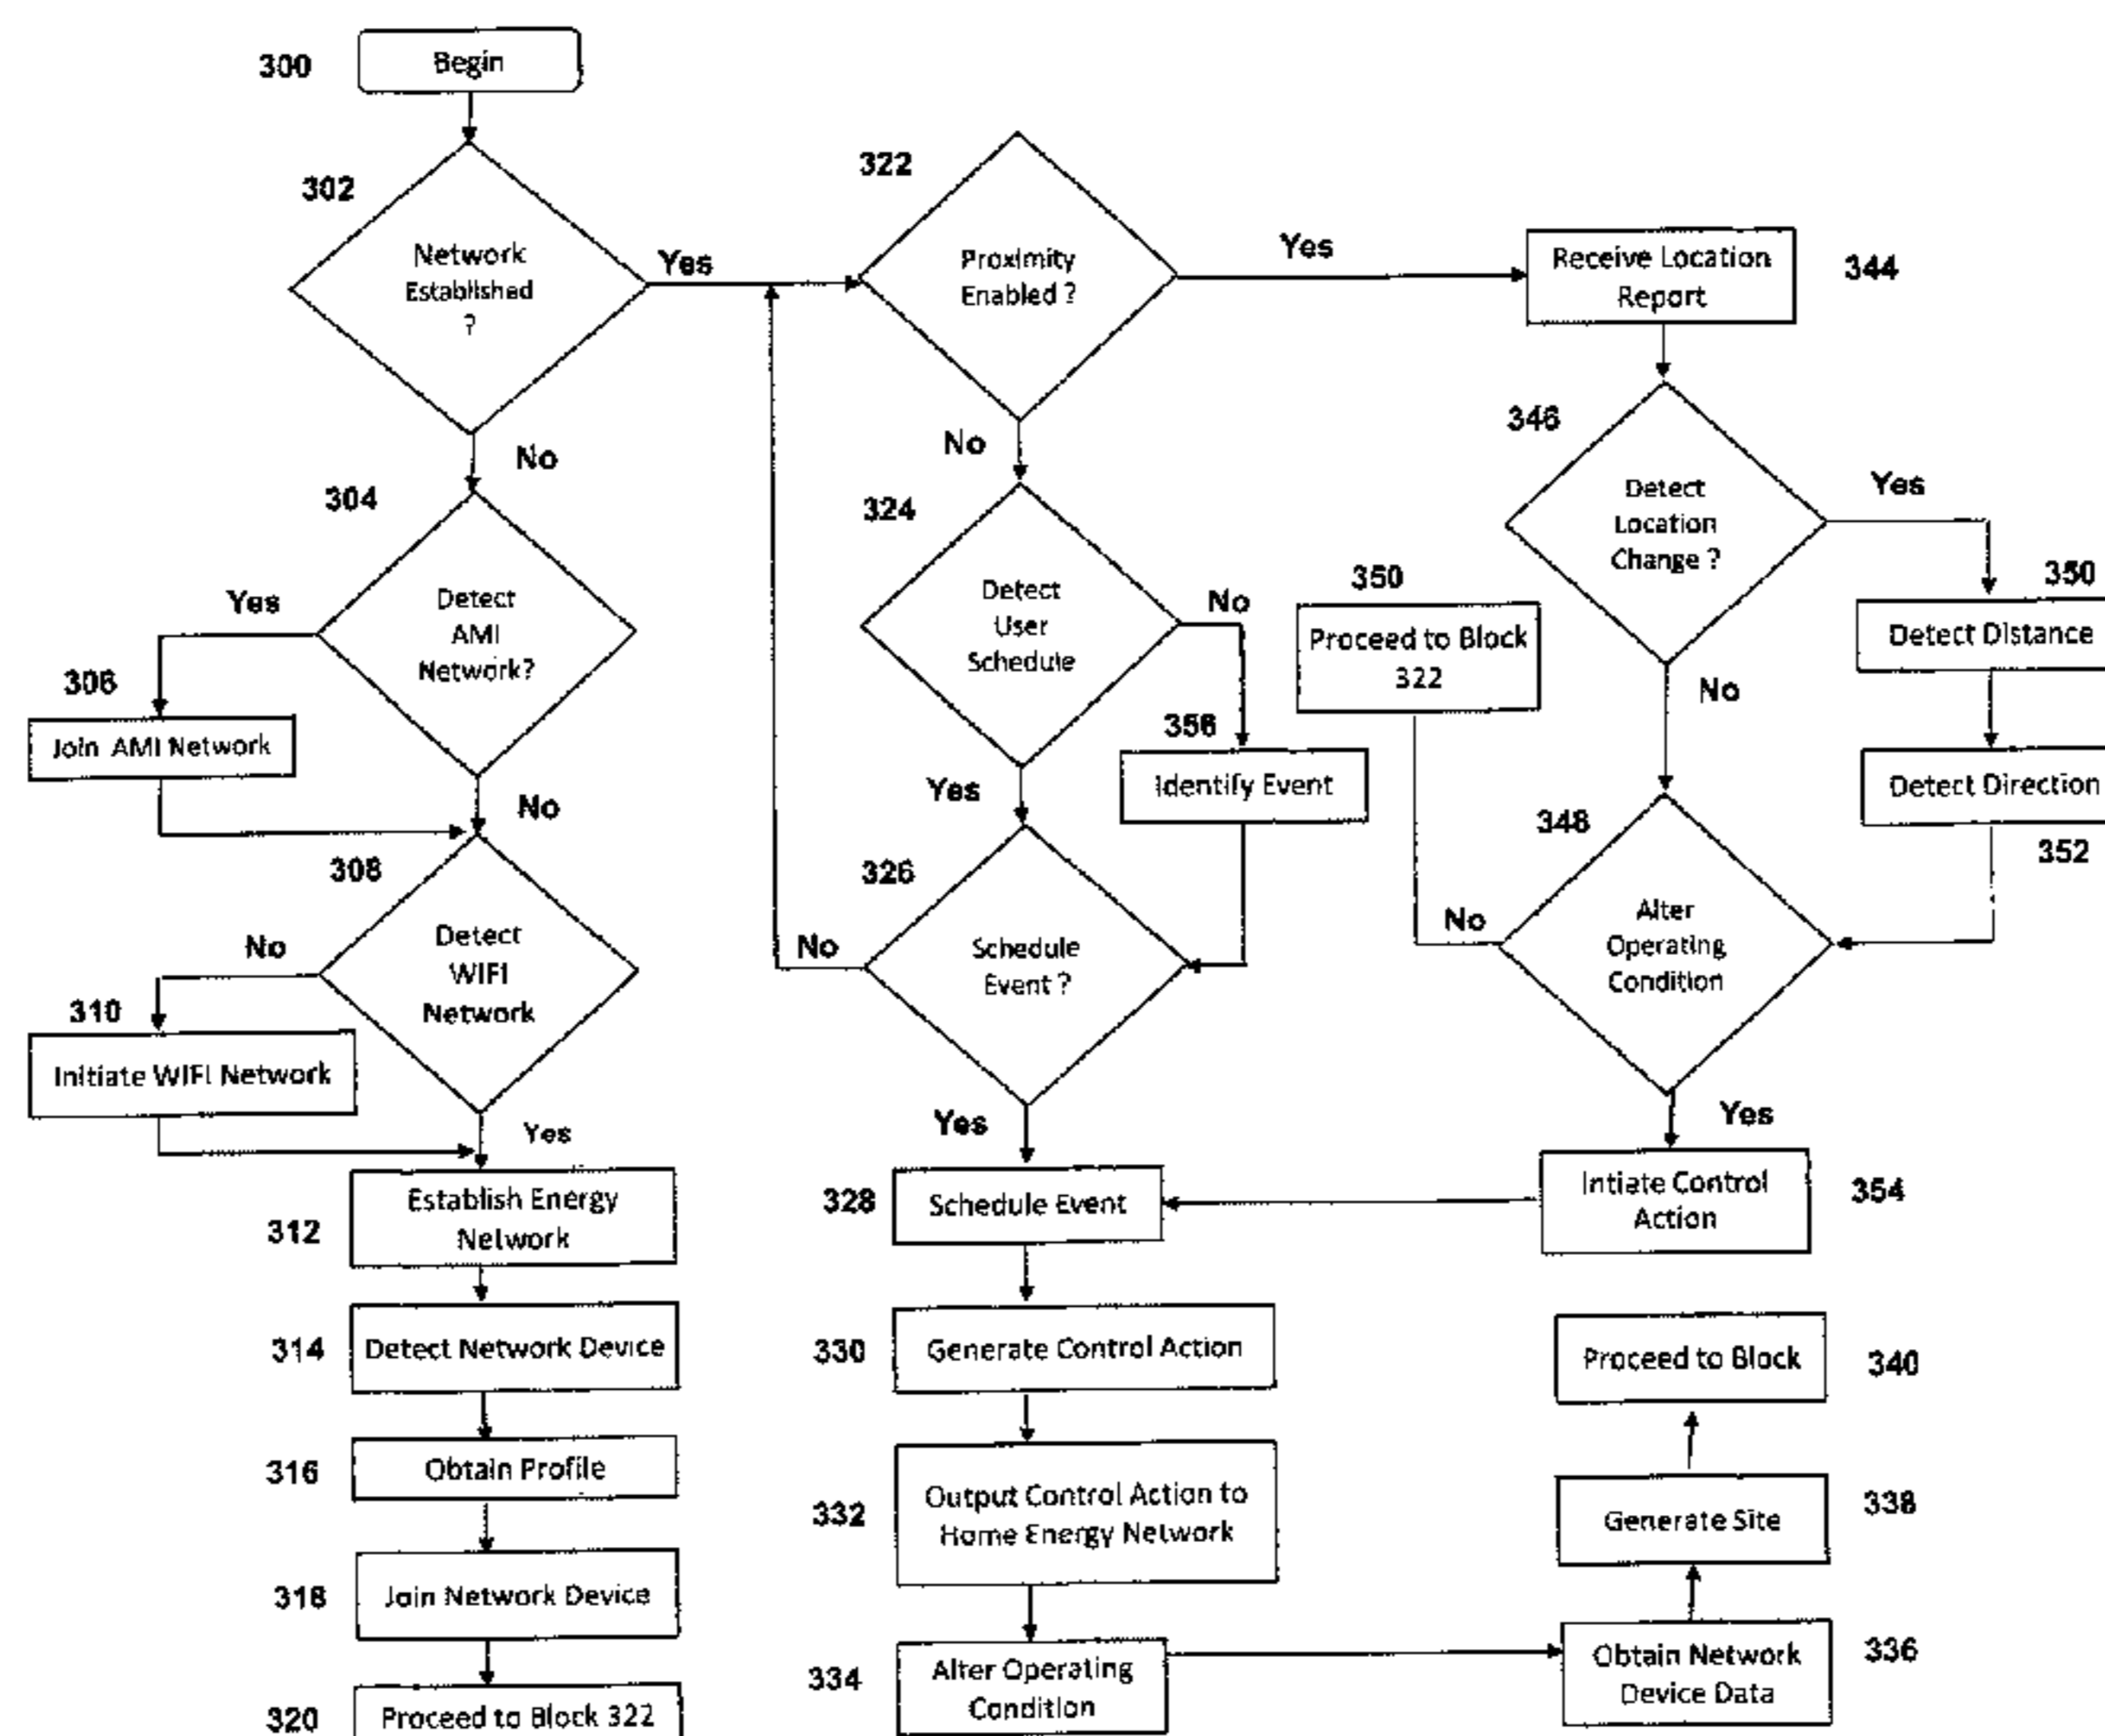 300
Begin
302
Network
Established
?
Yes
No
304
Detect
AMI
Network?
Yes
306
Join AMI Network
No
308
Detect
WIFI
Network
No
310
Initiate WIFI Network
Yes
312
Establish Energy
Network
314
Detect Network Device
316
Obtain Profile
318
Join Network Device
320
Proceed to Block 322
322
Proximity
Enabled ?
Yes
No
324
Detect
User
Schedule
No
356
Identify Event
Yes
326
Schedule
Event ?
No
Yes
328
Schedule Event
330
Generate Control Action
332
Output Control Action to
Home Energy Network
334
Alter Operating
Condition
Receive Location
Report
344
346
Detect
Location
Change ?
Yes
350
Detect Distance
Detect Direction
352
No
350
Proceed to Block
322
348
Alter
Operating
Condition
No
Yes
Intiate Control
Action
354
Proceed to Block
340
Generate Site
338
Obtain Network
Device Data
336